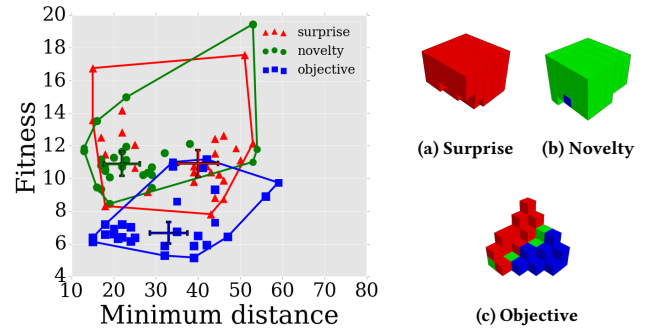 20
18
16
14
12
10
8
6
4
Fitness
surprise
novelty
objective
10 20 30 40 50 60 70 80
Minimum distance
(a) Surprise
(b) Novelty
(c) Objective